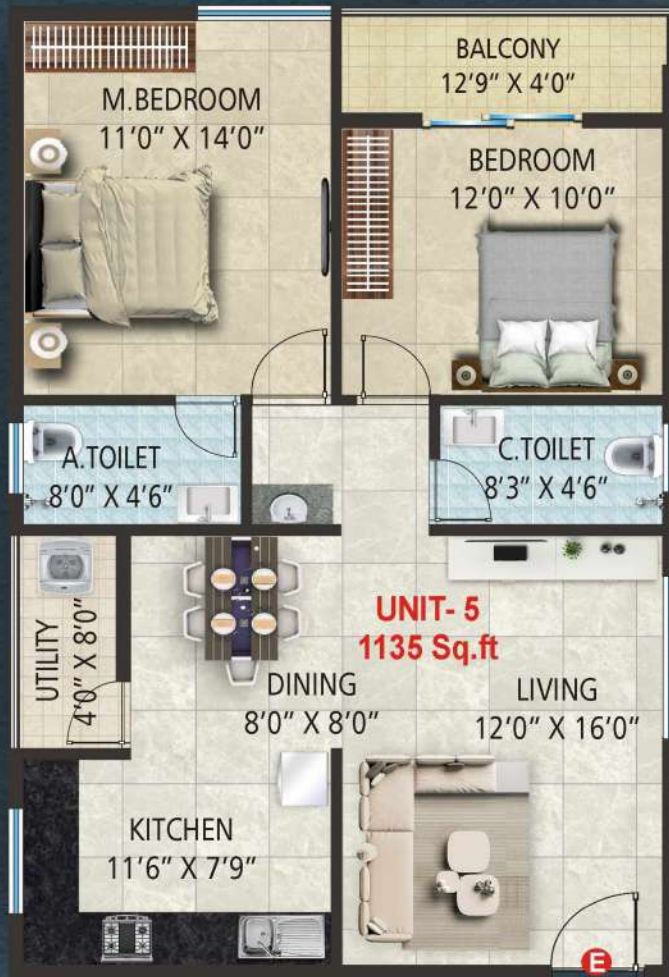 BALCONY
12'9" X 4'0"
M.BEDROOM
11'0" X 14'0"
BEDROOM
12'0" X 10'0"
A.TOILET
8'0" X 4'6"
C.TOILET
8'3" X 4'6"
UTILITY
4'0" X 8'0"
UNIT- 5
1135 Sq.ft
DINING
8'0" X 8'0"
LIVING
12'0" X 16'0"
KITCHEN
11'6" X 7'9"
E